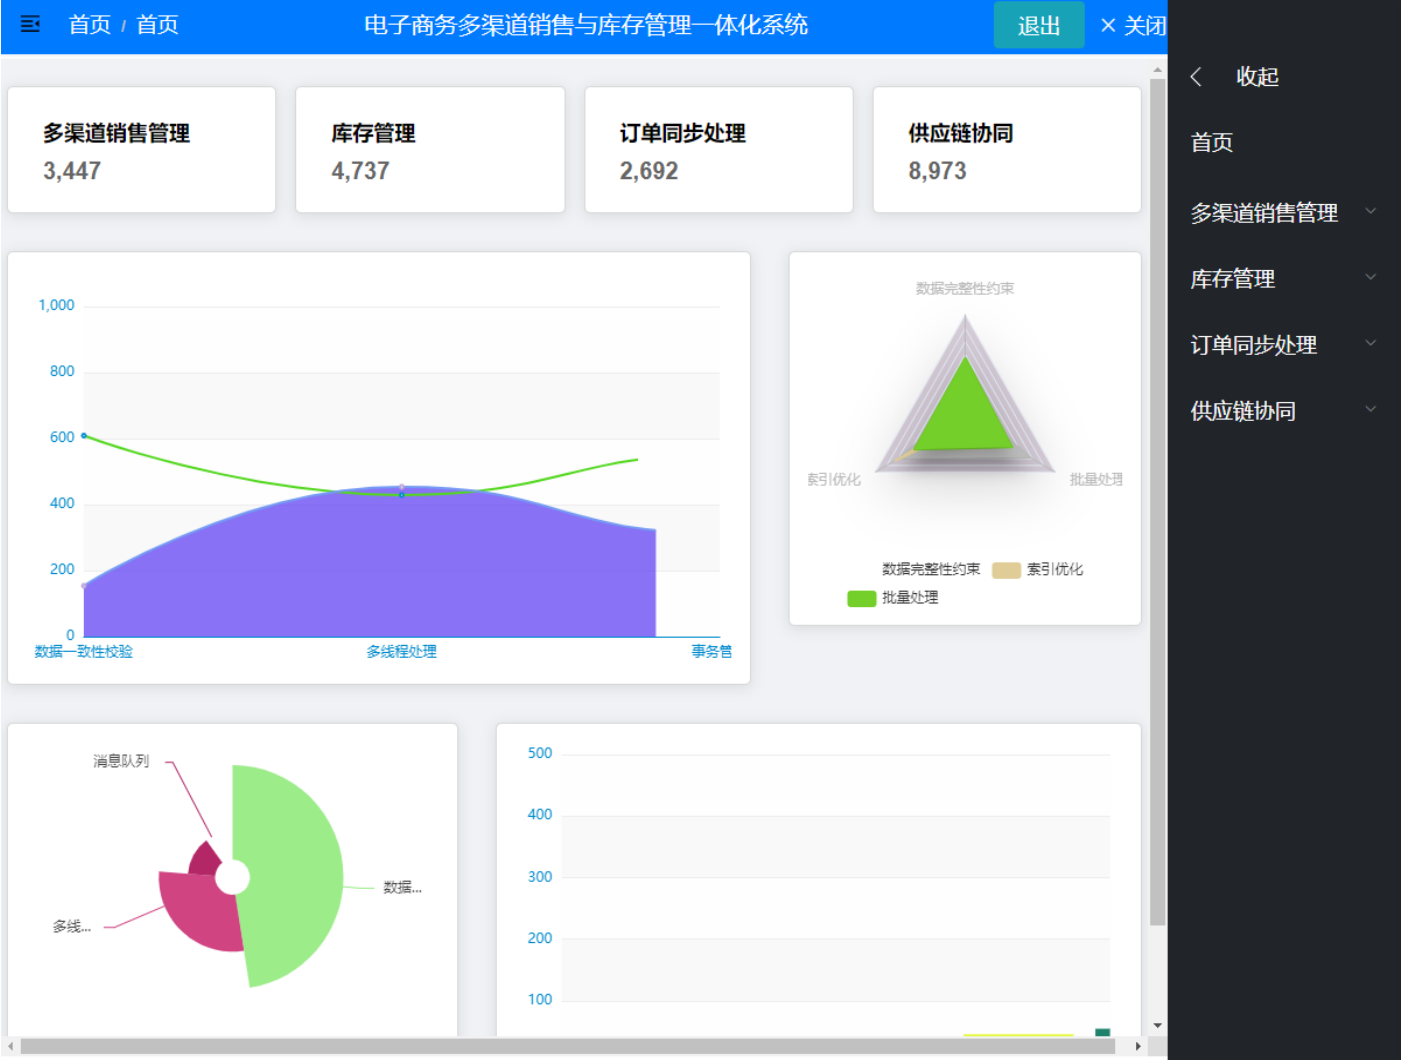 首页 / 首页
电子商务多渠道销售与库存管理一体化系统
退出
× 关闭
收起
首页
多渠道销售管理
库存管理
订单同步处理
供应链协同
多渠道销售管理
3,447
库存管理
4,737
订单同步处理
2,692
供应链协同
8,973
1,000
800
600
400
200
0
数据一致性校验
多线程处理
事务管
数据完整性约束
索引优化
批量处理
数据完整性约束
索引优化
批量处理
消息队列
数据...
多线...
500
400
300
200
100